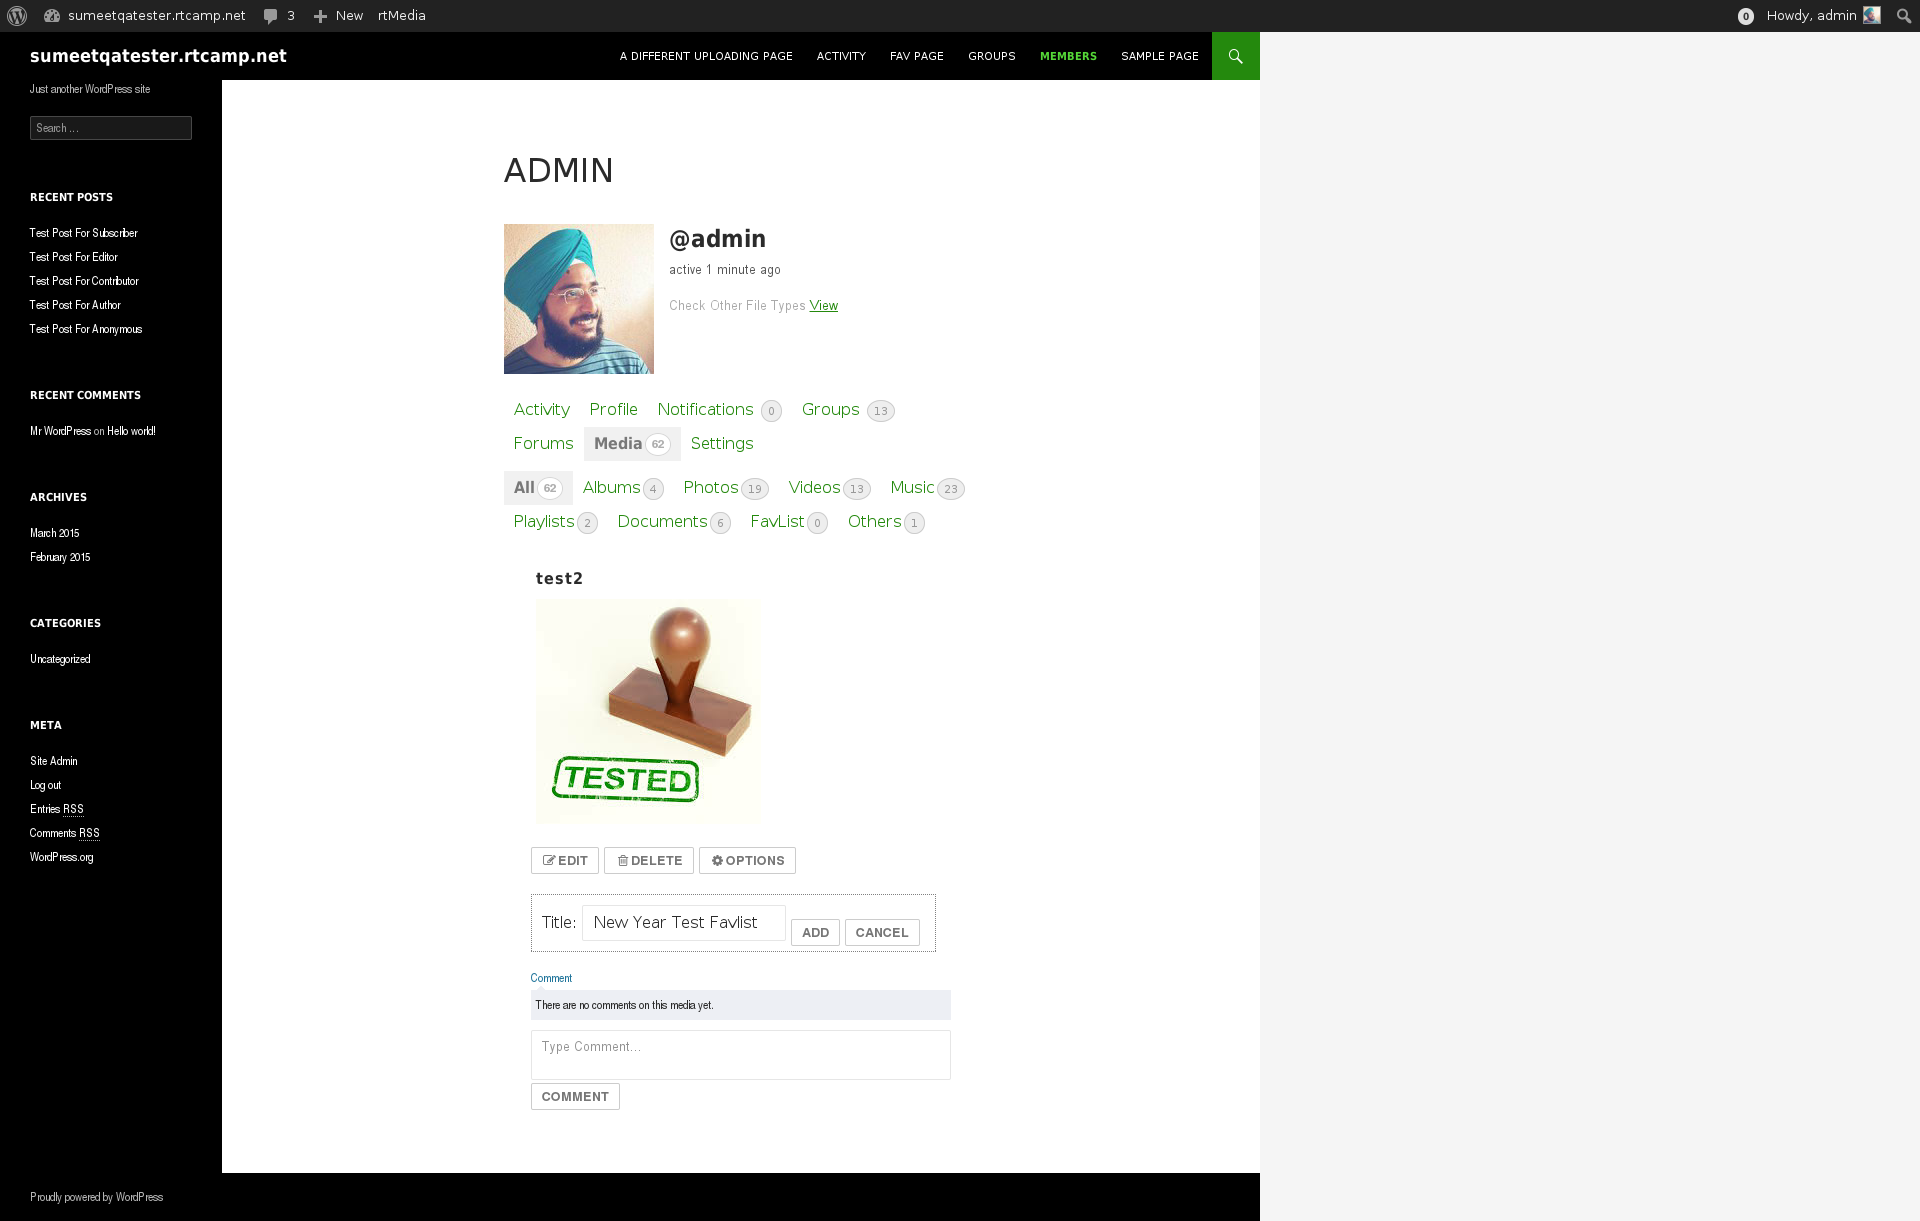 sumeetqatester.rtcamp.net 3 New rtMedia 0 Howdy, admin
sumeetqatester.rtcamp.net A DIFFERENT UPLOADING PAGE ACTIVITY FAV PAGE GROUPS MEMBERS SAMPLE PAGE
Just another WordPress site
Search ...
RECENT POSTS
Test Post For Subscriber
Test Post For Editor
Test Post For Contributor
Test Post For Author
Test Post For Anonymous
RECENT COMMENTS
Mr WordPress on Hello world!
ARCHIVES
March 2015
February 2015
CATEGORIES
Uncategorized
META
Site Admin
Log out
Entries RSS
Comments RSS
WordPress.org
ADMIN
@admin
active 1 minute ago
Check Other File Types View
Activity Profile Notifications 0 Groups 13
Forums Media 62 Settings
All 62 Albums 4 Photos 19 Videos 13 Music 23
Playlists 2 Documents 6 FavList 0 Others 1
test2
TESTED
EDIT DELETE OPTIONS
Title: New Year Test Favlist ADD CANCEL
Comment
There are no comments on this media yet.
Type Comment...
COMMENT
Proudly powered by WordPress